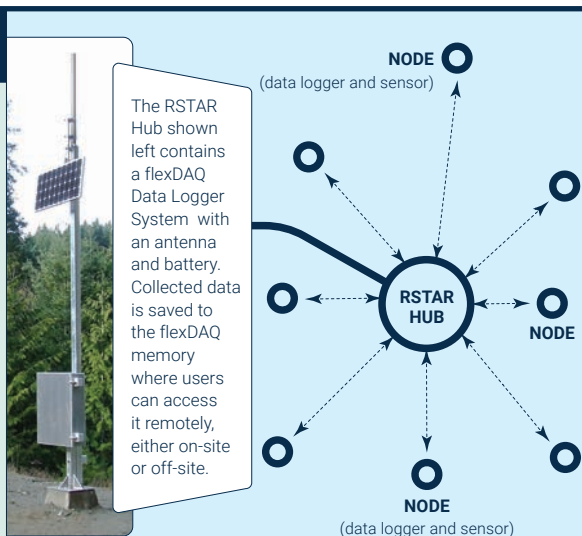 The RSTAR
Hub shown
left contains
a flexDAQ
Data Logger
System with
an antenna
and battery.
Collected data
is saved to
the flexDAQ
memory
where users
can access
it remotely,
either on-site
or off-site.
NODE
(data logger and sensor)
RSTAR
HUB
NODE
NODE
(data logger and sensor)